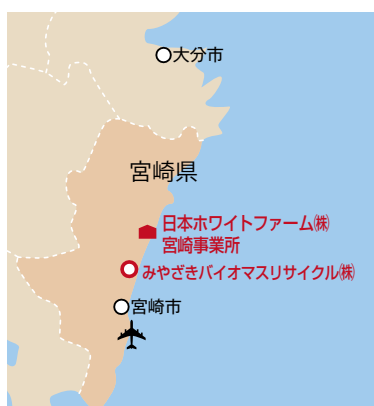 大分市
宮崎県
日本ホワイトファーム㈱
宮崎事業所
みやざきバイオマスリサイクル㈱
宮崎市